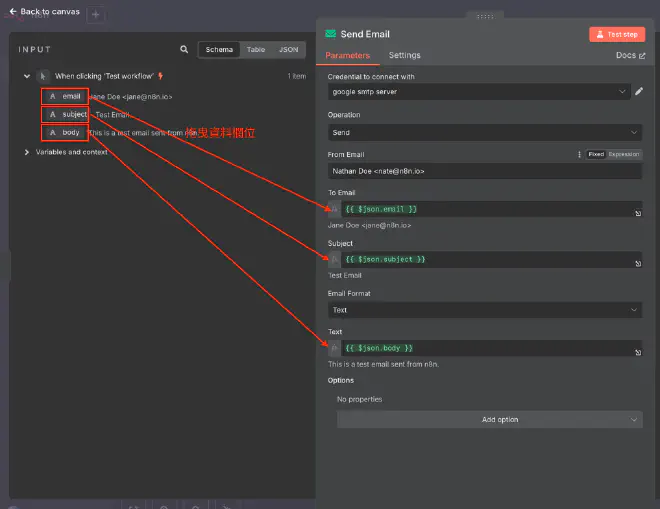 Back to canvas
INPUT
Schema
Table
JSON
When clicking 'Test workflow'
1 item
A email
Jane Doe <jane@n8n.io>
A subject
Test Email
A body
This is a test email sent from n8n.
拖曳資料欄位
Variables and context
Send Email
Test step
Parameters
Settings
Docs
Credential to connect with
google smtp server
Operation
Send
From Email
Fixed
Expression
Nathan Doe <nate@n8n.io>
To Email
fx {{ $json.email }}
Jane Doe <jane@n8n.io>
Subject
fx {{ $json.subject }}
Test Email
Email Format
Text
Text
fx {{ $json.body }}
This is a test email sent from n8n.
Options
No properties
Add option